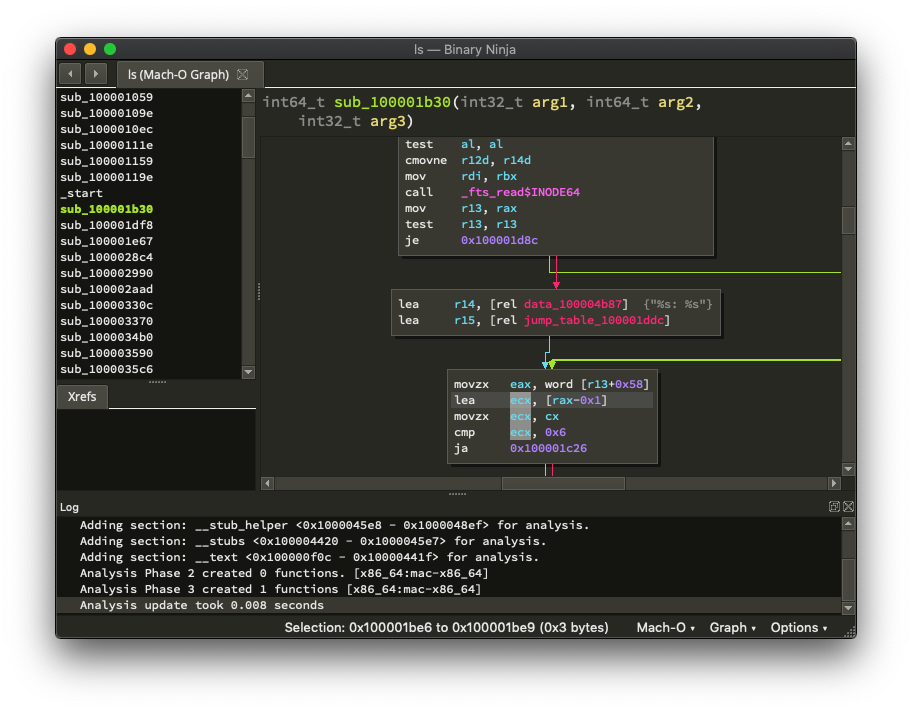 ls — Binary Ninja
ls (Mach-O Graph)
sub_100001059
sub_10000109e
sub_1000010ec
sub_10000111e
sub_100001159
sub_10000119e
_start
sub_100001b30
sub_100001df8
sub_100001e67
sub_1000028c4
sub_100002990
sub_100002aad
sub_10000330c
sub_100003370
sub_1000034b0
sub_100003590
sub_1000035c6
Xrefs
int64_t sub_100001b30(int32_t arg1, int64_t arg2,
int32_t arg3)
test al, al
cmovne r12d, r14d
mov rdi, rbx
call _fts_read$INODE64
mov r13, rax
test r13, r13
je 0x100001d8c
lea r14, [rel data_100004b87] {"%s: %s"}
lea r15, [rel jump_table_100001ddc]
movzx eax, word [r13+0x58]
lea ecx, [rax-0x1]
movzx ecx, cx
cmp ecx, 0x6
ja 0x100001c26
Log
Adding section: __stub_helper <0x1000045e8 - 0x1000048ef> for analysis.
Adding section: __stubs <0x100004420 - 0x1000045e7> for analysis.
Adding section: __text <0x100000f0c - 0x10000441f> for analysis.
Analysis Phase 2 created 0 functions. [x86_64:mac-x86_64]
Analysis Phase 3 created 1 functions [x86_64:mac-x86_64]
Analysis update took 0.008 seconds
Selection: 0x100001be6 to 0x100001be9 (0x3 bytes) Mach-O Graph Options